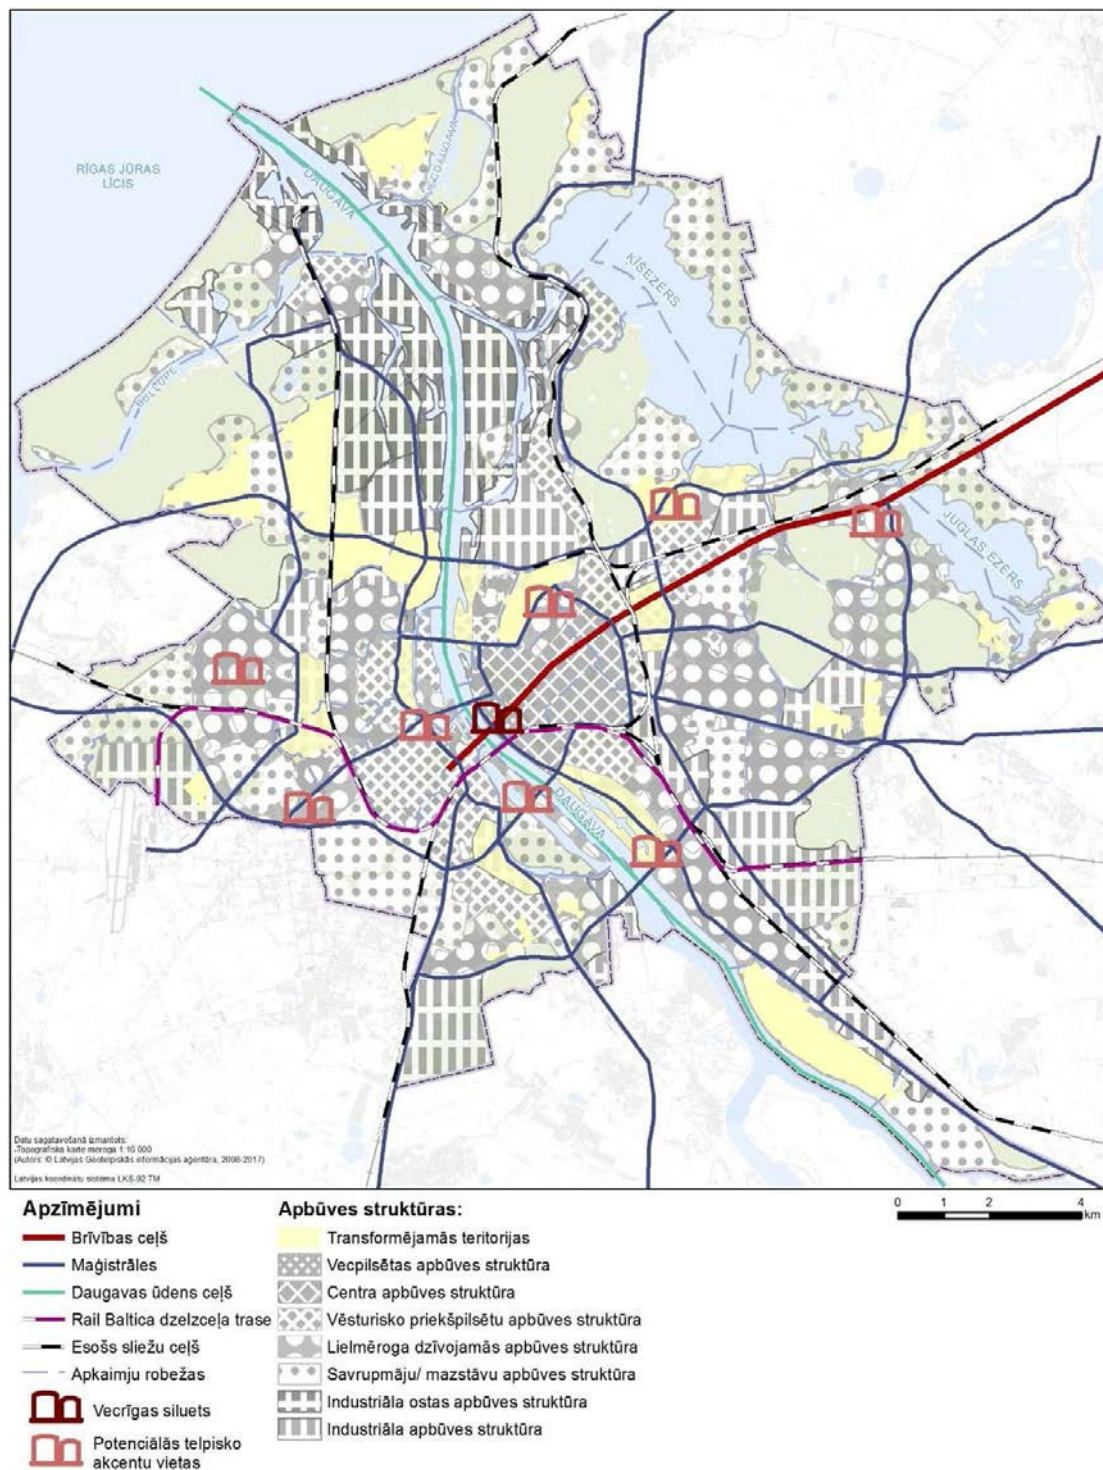 RĪGAS JŪRAS
LĪCIS
DAUGAVA
VECDAUGAVA
ĶĪŠEZERS
BUĻĻUPE
JUGLAS EZERS
DAUGAVA
Datu sagatavošanā izmantots:
-Topogrāfiskā karte mērogā 1:10 000
(Autors: © Latvijas Ģeotelpiskās informācijas aģentūra, 2008-2017)
Latvijas koordinātu sistēma LKS-92 TM
0 1 2 4
km
Apzīmējumi
Brīvības ceļš
Maģistrāles
Daugavas ūdens ceļš
Rail Baltica dzelzceļa trase
Esošs sliežu ceļš
Apkaimju robežas
Vecrīgas siluets
Potenciālās telpisko
akcentu vietas
Apbūves struktūras:
Transformējamās teritorijas
Vecpilsētas apbūves struktūra
Centra apbūves struktūra
Vēsturisko priekšpilsētu apbūves struktūra
Lielmēroga dzīvojamās apbūves struktūra
Savrupmāju/ mazstāvu apbūves struktūra
Industriāla ostas apbūves struktūra
Industriāla apbūves struktūra